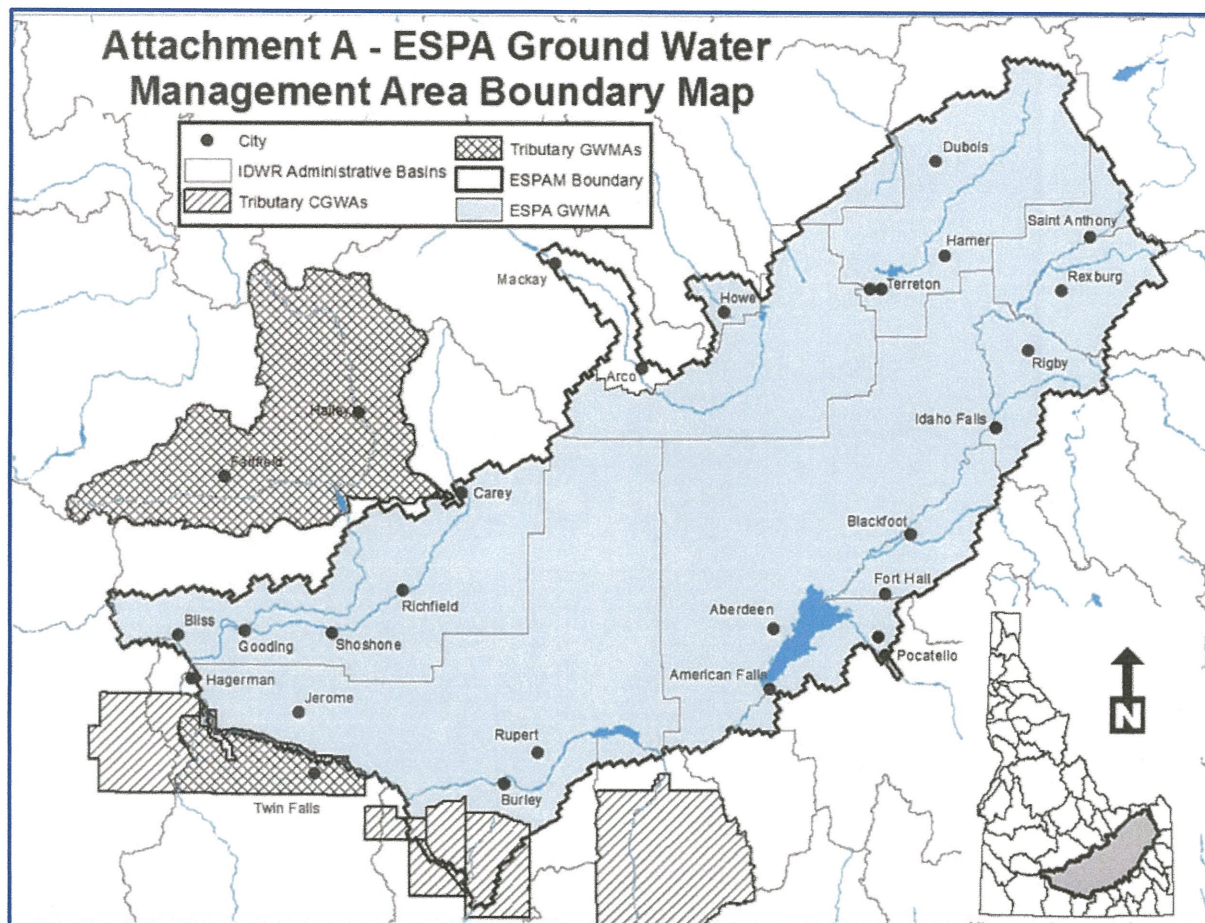 Attachment A - ESPA Ground Water
Management Area Boundary Map
City
IDWR Administrative Basins
Tributary CGWAs
Tributary GWMAs
ESPAM Boundary
ESPA GWMA
Dubois
Saint Anthony
Hamer
Mackay
Terreton
Rexburg
Howe
Rigby
Arco
Hailey
Idaho Falls
Fairfield
Carey
Blackfoot
Fort Hall
Richfield
Aberdeen
Bliss
Gooding
Shoshone
Pocatello
Hagerman
American Falls
Jerome
N
Rupert
Twin Falls
Burley